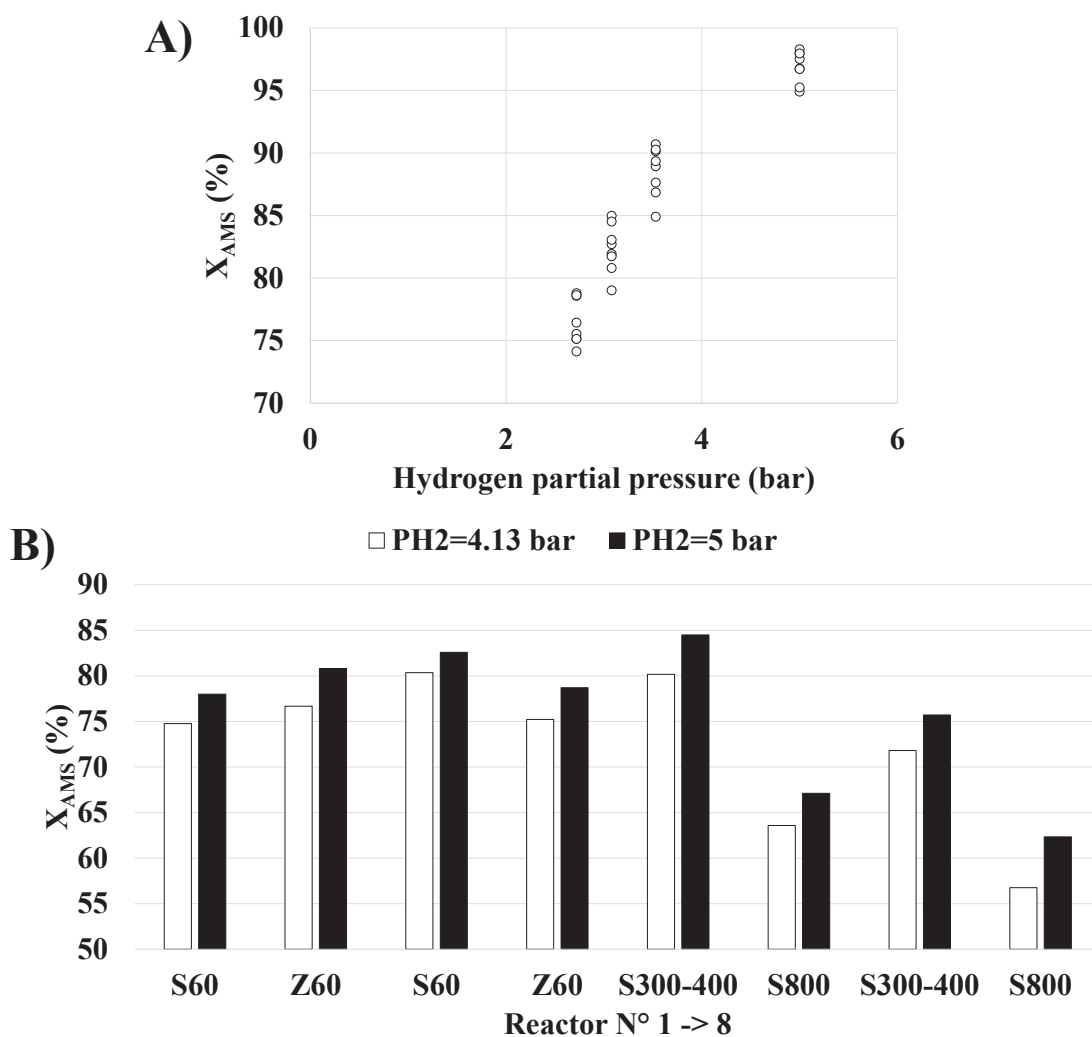 A)
100
95
90
85
80
75
70
X_AMS (%)
0 2 4 6
Hydrogen partial pressure (bar)
B)
PH2=4.13 bar PH2=5 bar
90
85
80
75
70
65
60
55
50
X_AMS (%)
S60 Z60 S60 Z60 S300-400 S800 S300-400 S800
Reactor N° 1 -> 8